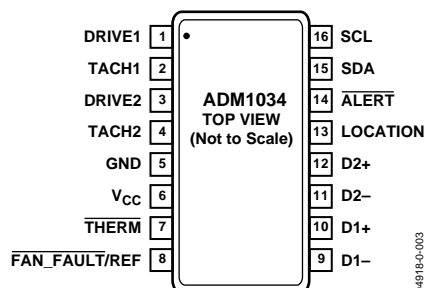 DRIVE1 1
TACH1 2
DRIVE2 3
TACH2 4
GND 5
VCC 6
THERM 7
FAN_FAULT/REF 8
ADM1034
TOP VIEW
(Not to Scale)
16 SCL
15 SDA
14 ALERT
13 LOCATION
12 D2+
11 D2–
10 D1+
9 D1–
04918-0-003